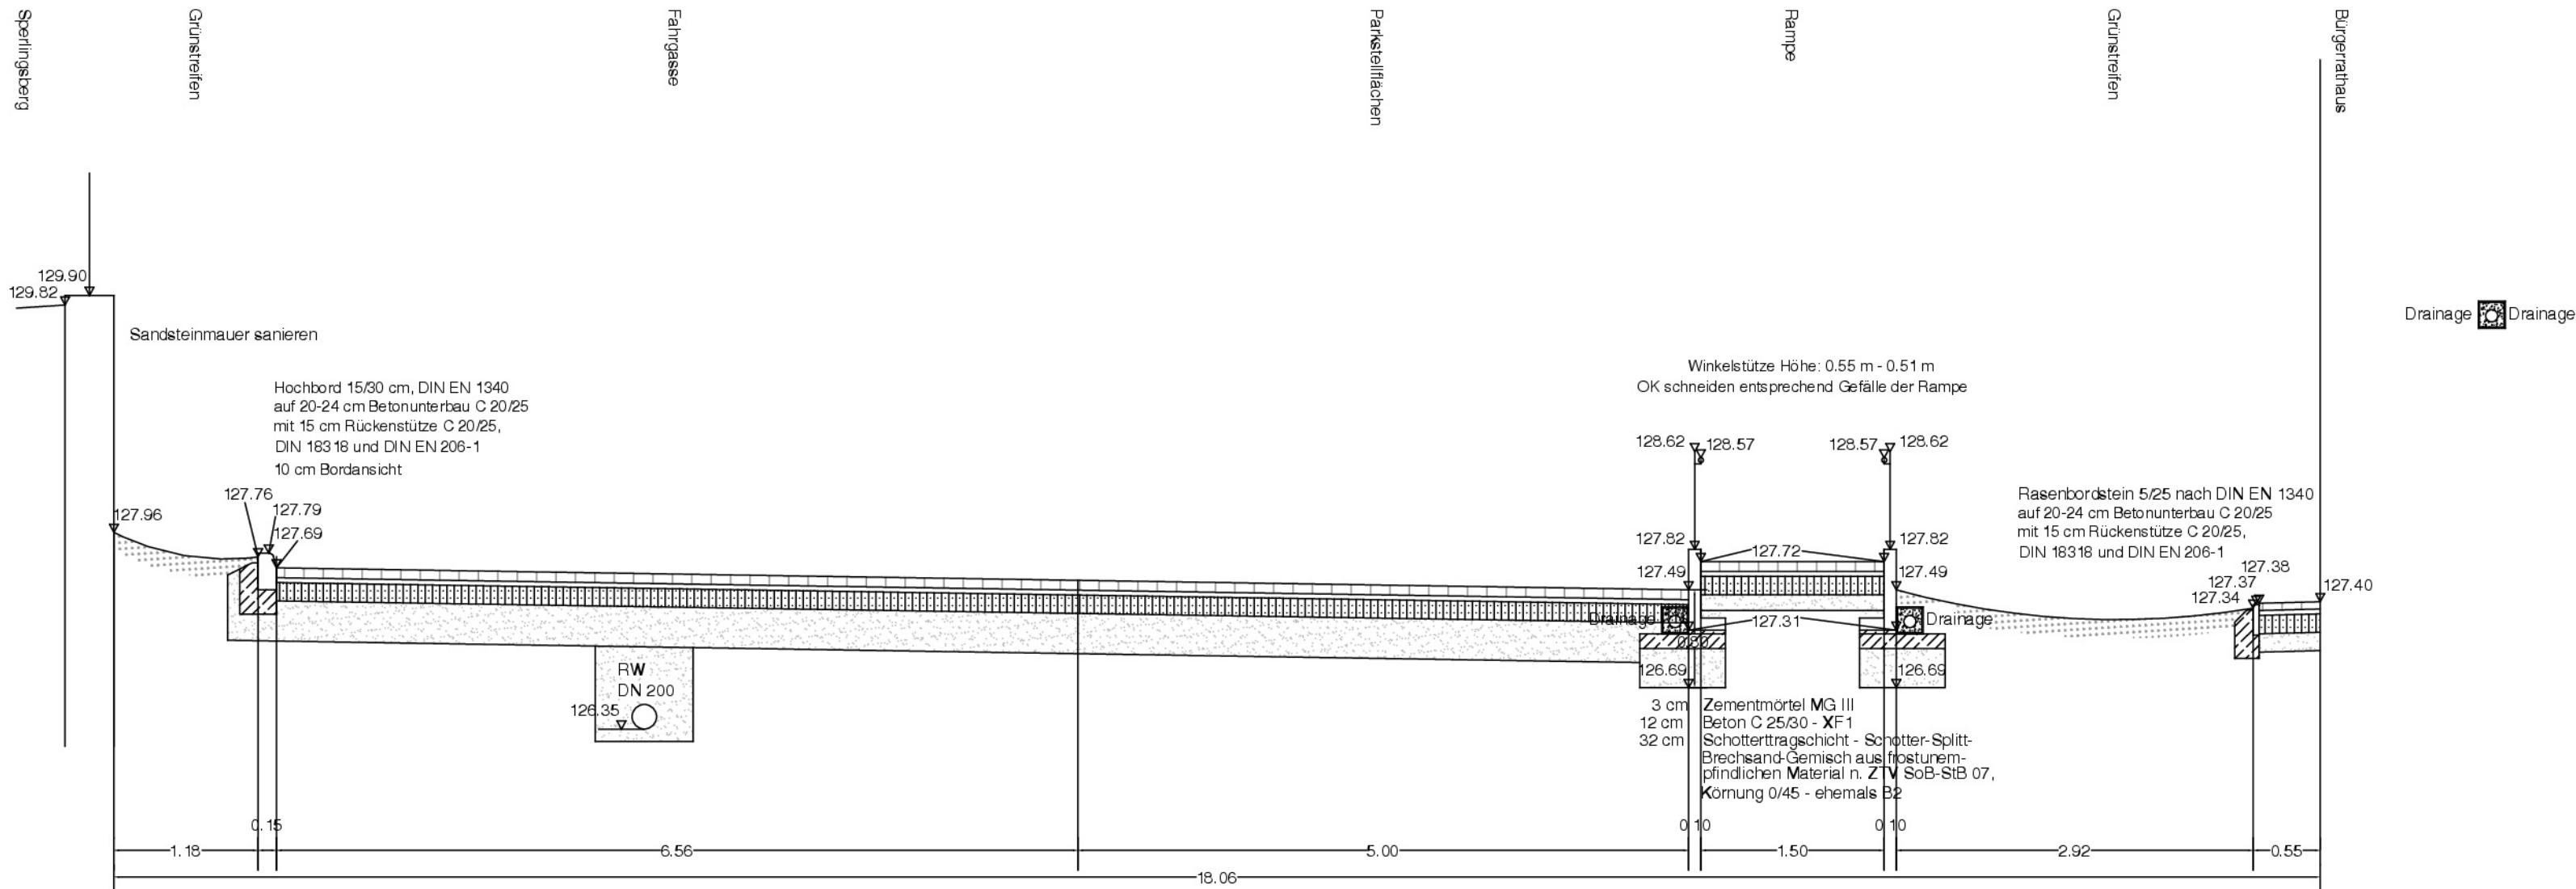 Sperlingsberg
Grünstreifen
Fahrgasse
Parkstellflächen
Rampe
Grünstreifen
Bürgerrathaus
129.90
129.82
Sandsteinmauer sanieren
Drainage
Drainage
Winkelstütze Höhe: 0.55 m - 0.51 m
OK schneiden entsprechend Gefälle der Rampe
Hochbord 15/30 cm, DIN EN 1340
auf 20-24 cm Betonunterbau C 20/25
mit 15 cm Rückenstütze C 20/25,
DIN 18318 und DIN EN 206-1
10 cm Bordansicht
128.62
128.57
128.57
128.62
127.76
127.79
127.69
127.96
Rasenbordstein 5/25 nach DIN EN 1340
auf 20-24 cm Betonunterbau C 20/25
mit 15 cm Rückenstütze C 20/25,
DIN 18318 und DIN EN 206-1
127.82
127.72
127.82
127.49
127.49
127.38
127.37
127.34
127.40
Drainage
127.31
Drainage
0.80
126.69
126.69
RW
DN 200
126.35
3 cm Zementmörtel MG III
12 cm Beton C 25/30 - XF1
32 cm Schotterttragschicht - Schotter-Splitt-
Brechsand-Gemisch aus frostunem-
pfindlichen Material n. ZTV SoB-StB 07,
Körnung 0/45 - ehemals B2
0.15
0.10
0.10
1.18
6.56
5.00
1.50
2.92
0.55
18.06